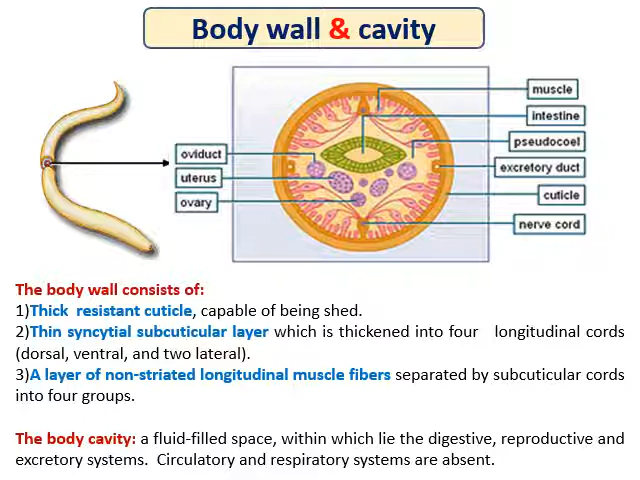 Body wall & cavity
muscle
intestine
pseudocoel
excretory duct
cuticle
nerve cord
oviduct
uterus
ovary
The body wall consists of:
1)Thick resistant cuticle, capable of being shed.
2)Thin syncytial subcuticular layer which is thickened into four longitudinal cords
(dorsal, ventral, and two lateral).
3)A layer of non-striated longitudinal muscle fibers separated by subcuticular cords
into four groups.
The body cavity: a fluid-filled space, within which lie the digestive, reproductive and
excretory systems. Circulatory and respiratory systems are absent.